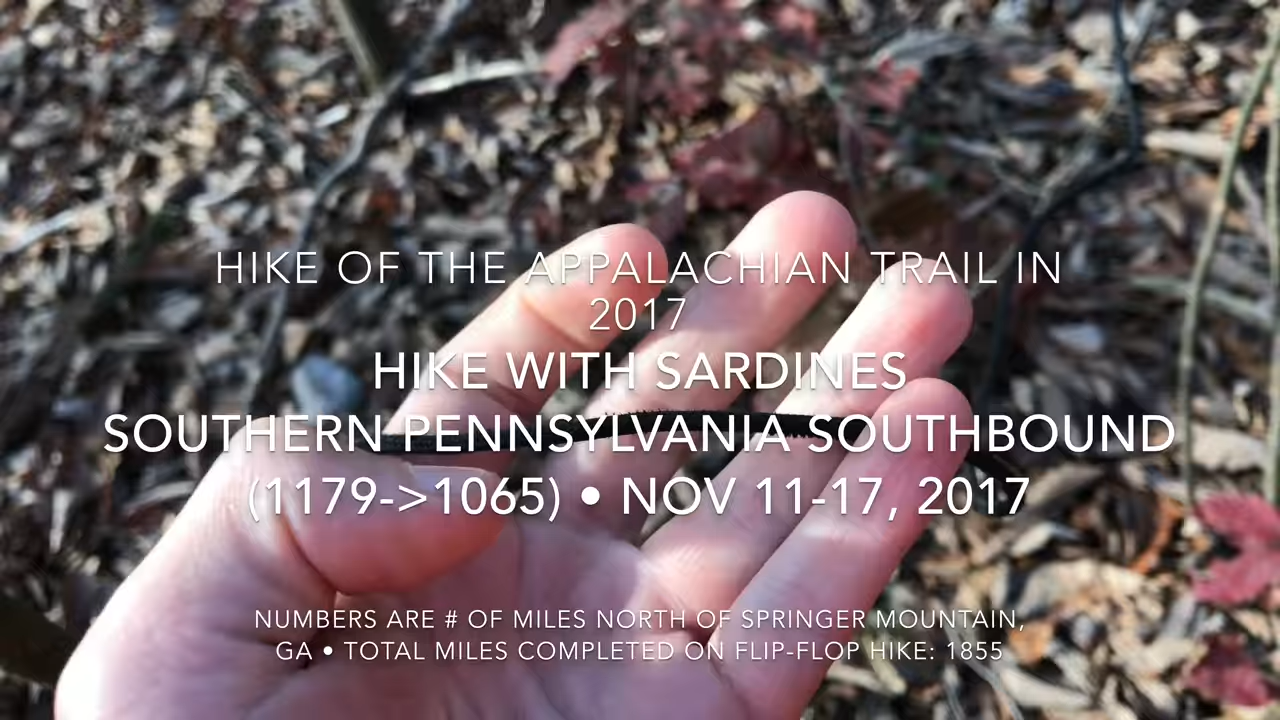 HIKE OF THE APPALACHIAN TRAIL IN
2017
HIKE WITH SARDINES
SOUTHERN PENNSYLVANIA SOUTHBOUND
(1179->1065) • NOV 11-17, 2017
NUMBERS ARE # OF MILES NORTH OF SPRINGER MOUNTAIN,
GA • TOTAL MILES COMPLETED ON FLIP-FLOP HIKE: 1855